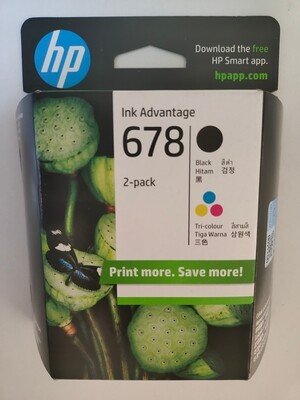 hp
Download the free
HP Smart app.
hpapp.com
Ink Advantage
678
2-pack
Black สีดำ
Hitam 검정
黑
Tri-colour สีสามสี
Tiga Warna 삼원색
三色
Print more. Save more!